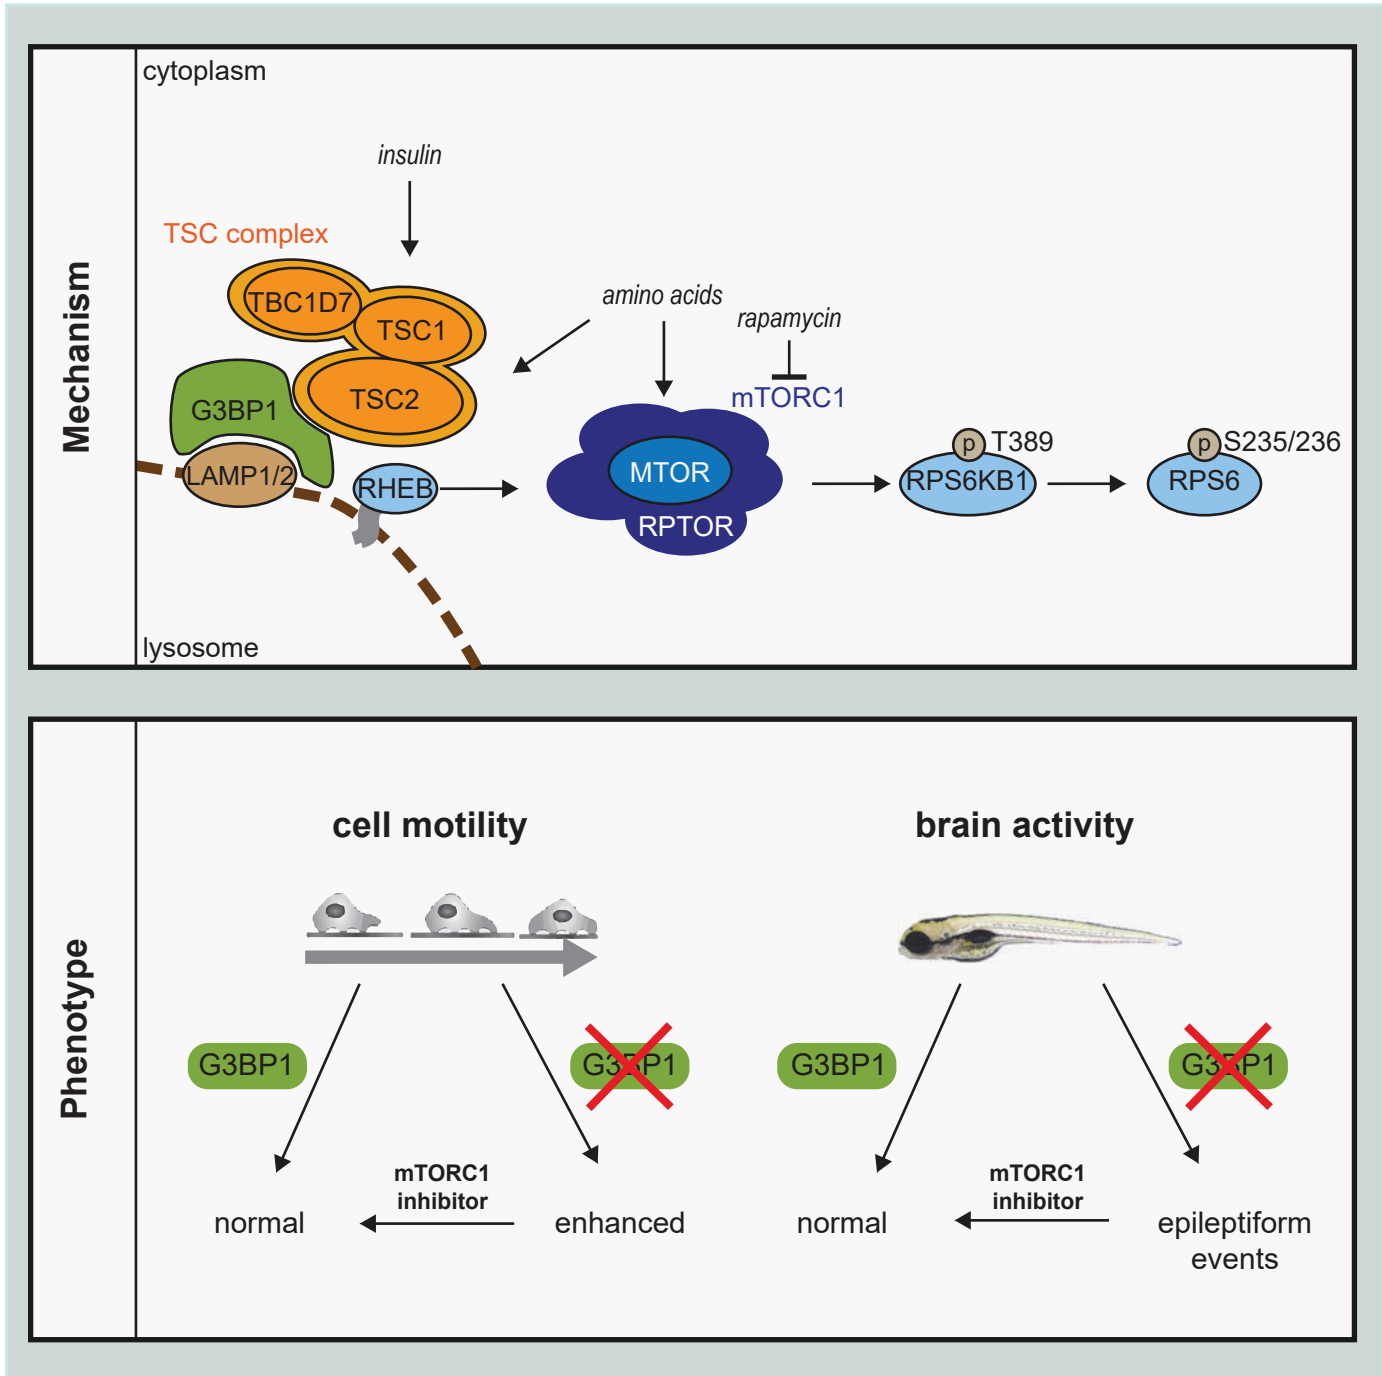 Mechanism
cytoplasm
insulin
TSC complex
TBC1D7
TSC1
TSC2
G3BP1
LAMP1/2
RHEB
amino acids
rapamycin
mTORC1
MTOR
RPTOR
p T389
RPS6KB1
p S235/236
RPS6
lysosome
Phenotype
cell motility
brain activity
G3BP1
G3BP1
G3BP1
G3BP1
mTORC1
inhibitor
normal
enhanced
mTORC1
inhibitor
normal
epileptiform
events